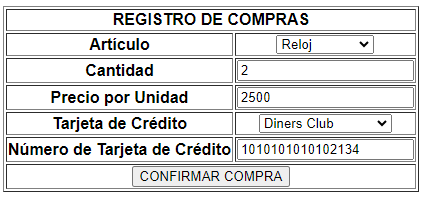 REGISTRO DE COMPRAS
Artículo Reloj
Cantidad 2
Precio por Unidad 2500
Tarjeta de Crédito Diners Club
Número de Tarjeta de Crédito 1010101010102134
CONFIRMAR COMPRA